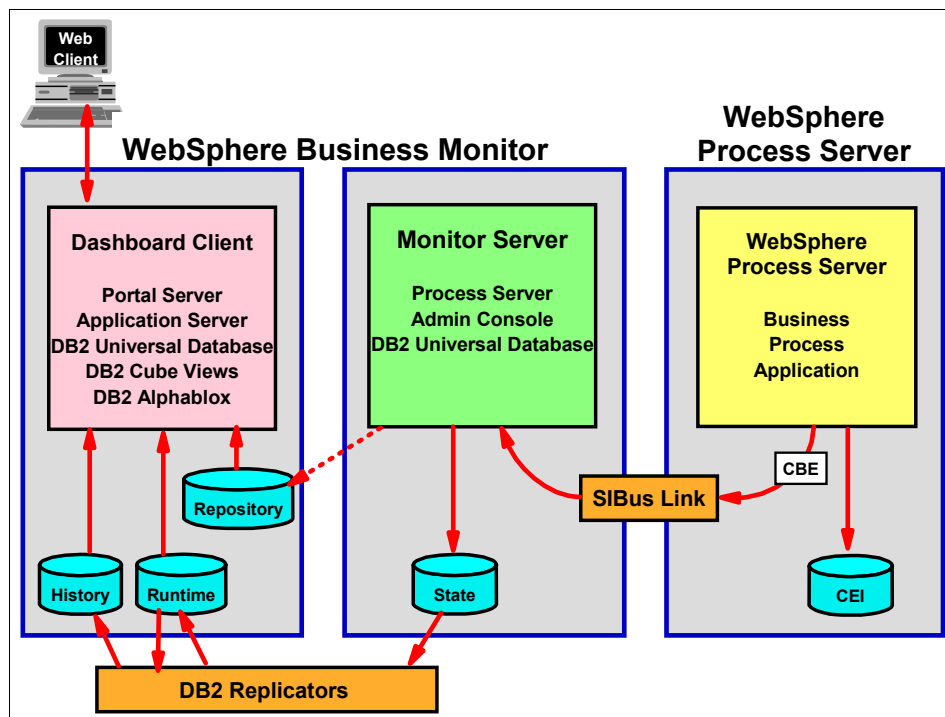 Web
Client
WebSphere Business Monitor
WebSphere
Process Server
Dashboard Client
Portal Server
Application Server
DB2 Universal Database
DB2 Cube Views
DB2 Alphablox
Monitor Server
Process Server
Admin Console
DB2 Universal Database
WebSphere
Process Server
Business
Process
Application
CBE
SIBus Link
Repository
History
Runtime
State
CEI
DB2 Replicators